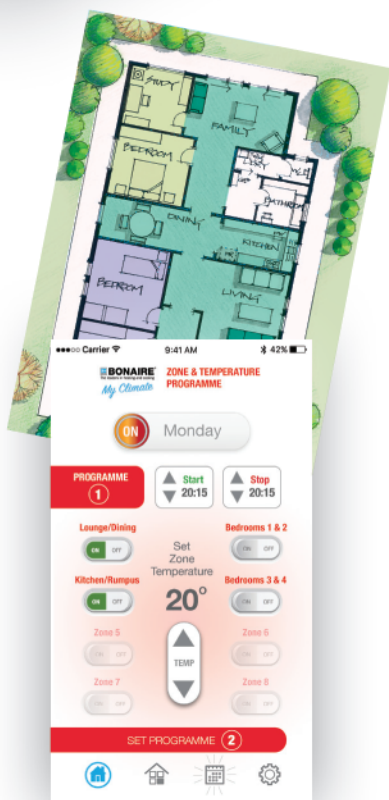 STUDY
FAMILY
BEDROOM
L'DRY
BATHROOM
DINING
KITCHEN
BEDROOM
LIVING
Carrier 9:41 AM 42%
BONAIRE ZONE & TEMPERATURE
My Climate PROGRAMME
ON Monday
PROGRAMME
1
Start
20:15
Stop
20:15
Lounge/Dining Bedrooms 1 & 2
ON OFF Set ON OFF
Zone
Temperature
Kitchen/Rumpus Bedrooms 3 & 4
ON OFF 20° ON OFF
Zone 5 Zone 6
ON OFF TEMP ON OFF
Zone 7 Zone 8
ON OFF ON OFF
SET PROGRAMME 2